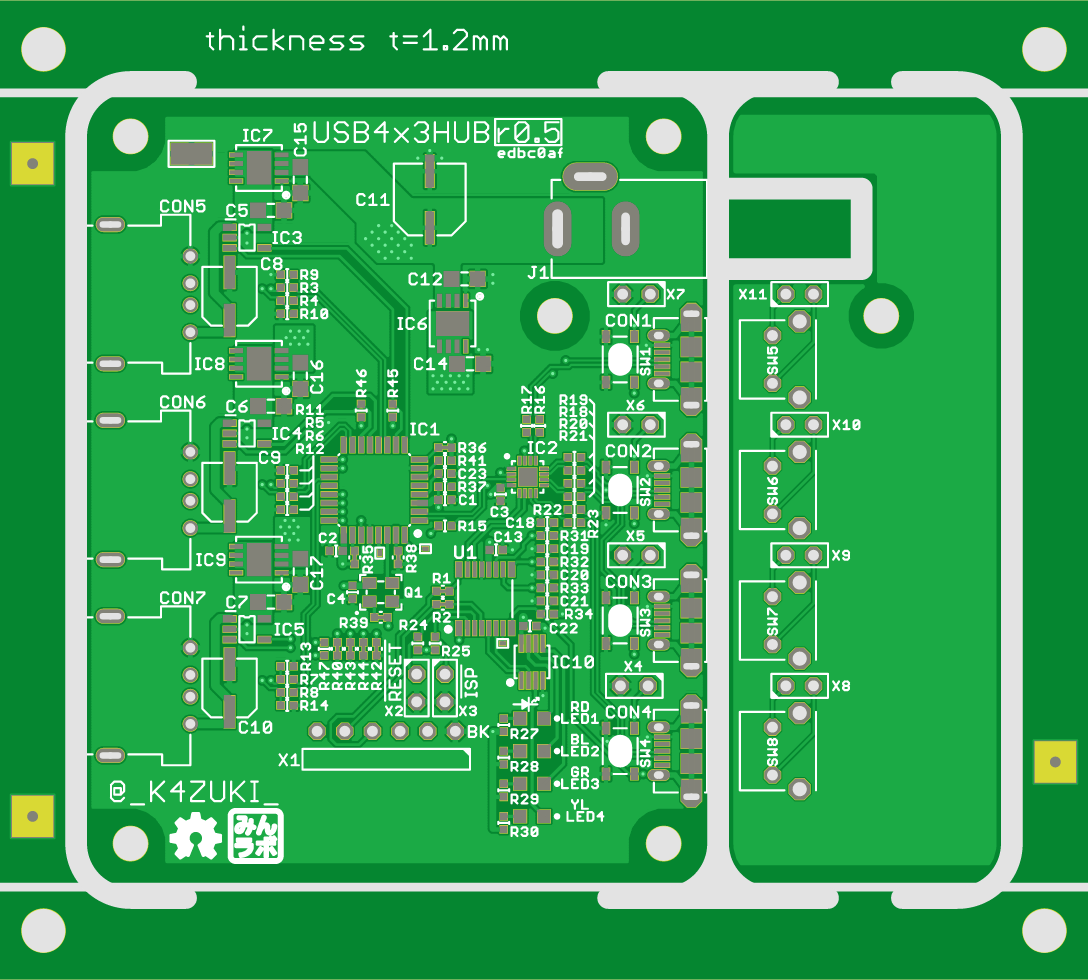 thickness t=1.2mm
USB4x3HUB r0.5
edbc0af
IC7
C15
CON5
C5
IC3
C11
C8
R9
R3
R4
R10
C12
J1
X7
X11
IC6
CON1
SW1
SW5
IC8
C16
C14
R46
R45
CON6
C6
R11
R5
R6
R12
IC4
IC1
R17
R16
R19
R18
R20
R21
X6
X10
C9
R36
R41
C23
R37
C1
R15
IC2
C3
CON2
SW2
SW6
R22
R23
C18
R31
C19
R32
C20
R33
C21
R34
C22
X5
X9
C2
R35
R38
U1
C13
IC9
C17
CON7
C7
IC5
C4
Q1
R39
R1
R2
CON3
SW3
SW7
R24
R25
R13
R7
R8
R14
R47
R40
R43
R44
R42
RESET
ISP
IC10
X4
X8
X2
X3
C10
BK
X1
RD
LED1
R27
BL
LED2
R28
GR
LED3
R29
YL
LED4
R30
CON4
SW4
SW8
@_K4ZUKI_
みん
ラボ